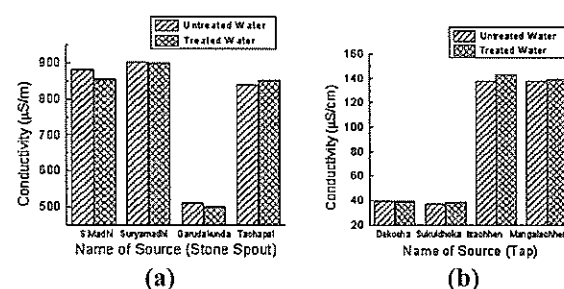 Untreated Water
Treated Water
Conductivity (µS/m)
900
800
700
600
500
S.Madhi Suryamadhi Garudakunda Tachapal
Name of Source (Stone Spout)
(a)
Untreated Water
Treated Water
Conductivity (µS/cm)
160
140
120
100
80
60
40
20
Dekocha Sukuldhoka Itachhen Mangalachhen
Name of Source (Tap)
(b)